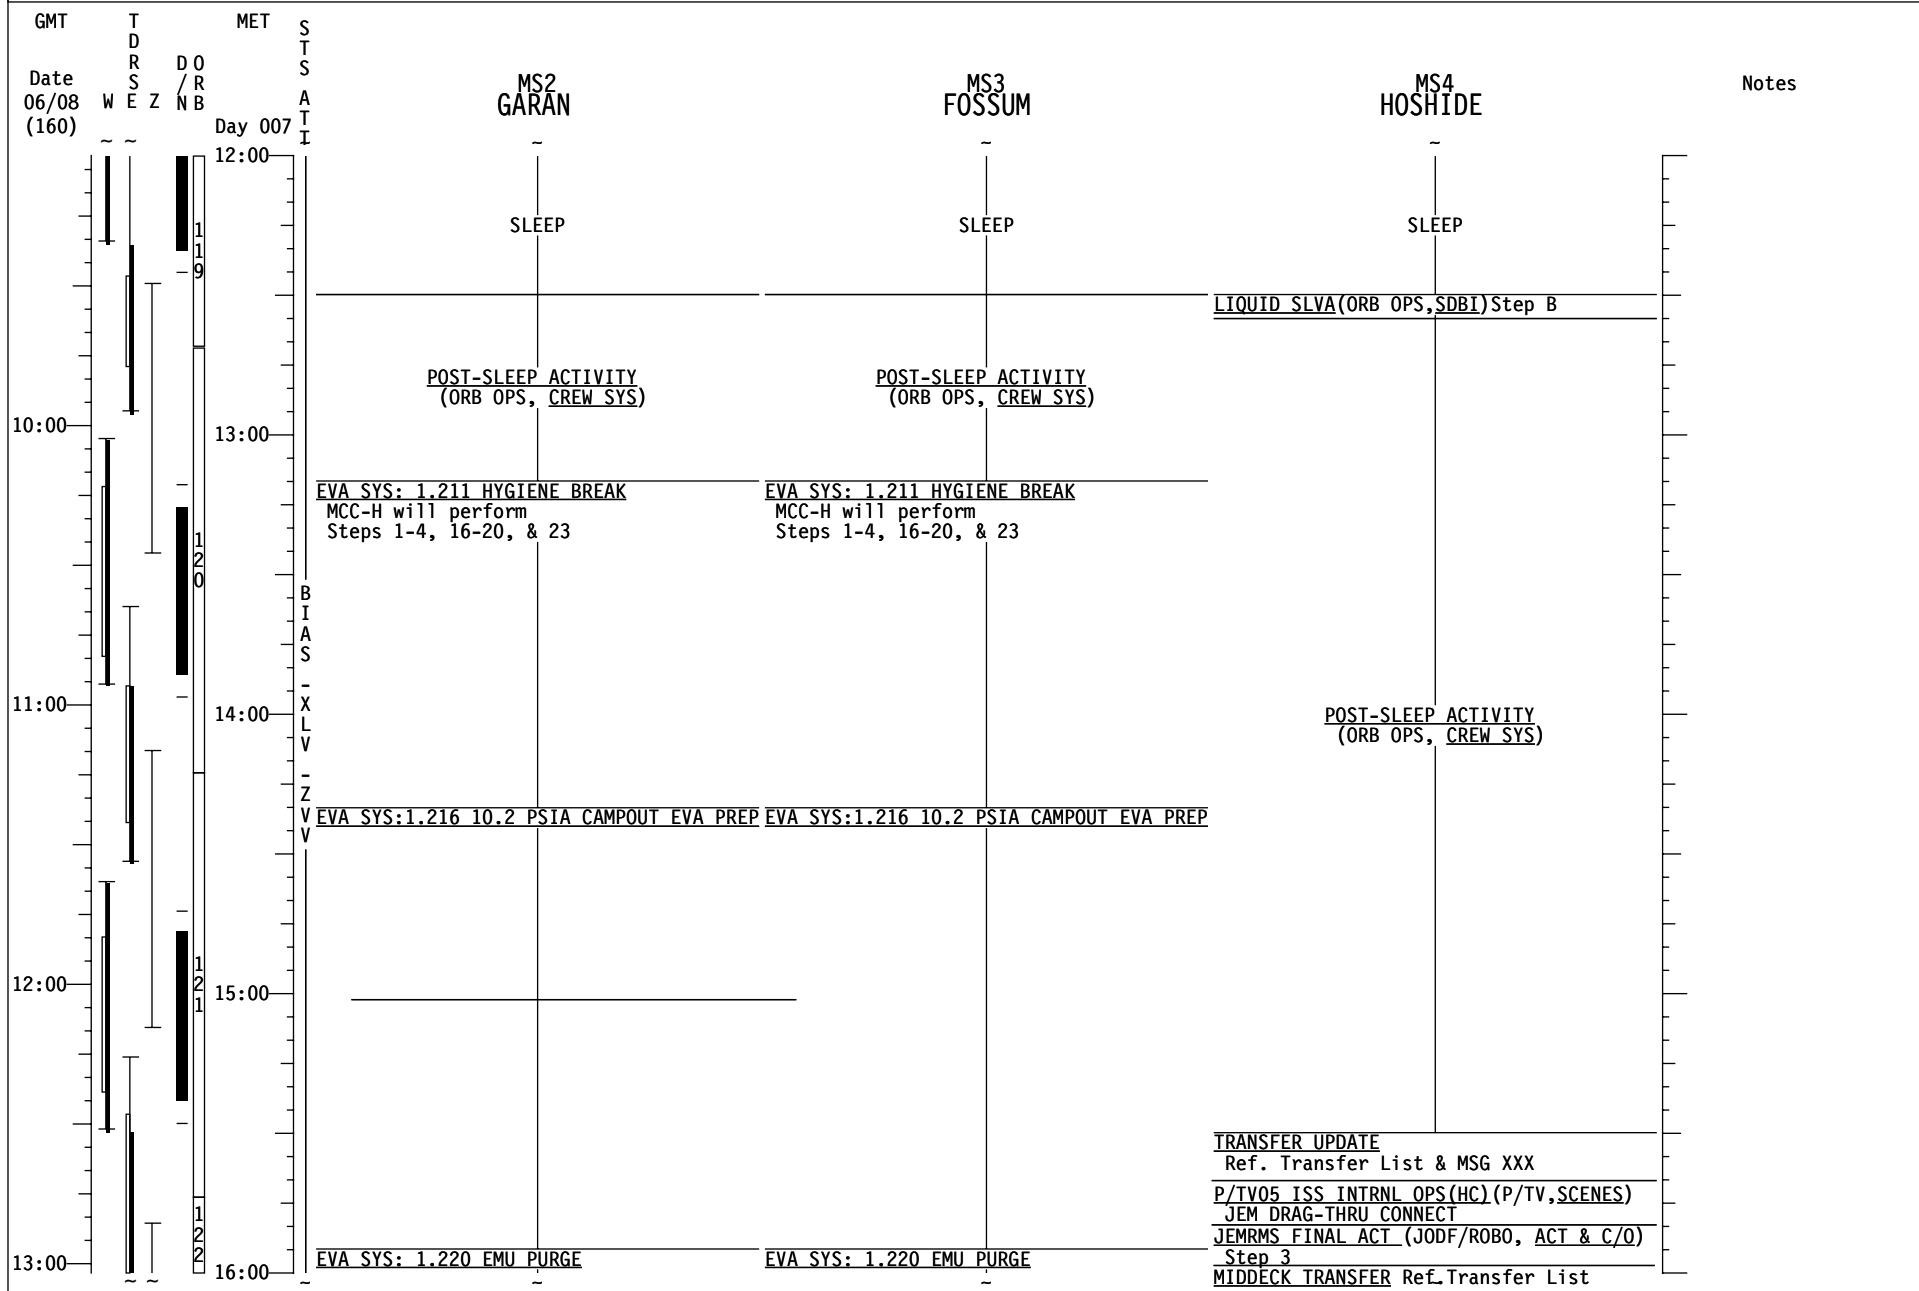 GMT
TDRS
MET
STS ATT
Date
06/08
(160)
W E Z
D/N
ORB
Day 007
MS2
GARAN
MS3
FOSSUM
MS4
HOSHIDE
Notes
~ ~ ~ ~ ~
12:00
SLEEP SLEEP SLEEP
119
LIQUID SLVA(ORB OPS,SDBI)Step B
POST-SLEEP ACTIVITY
(ORB OPS, CREW SYS)
POST-SLEEP ACTIVITY
(ORB OPS, CREW SYS)
10:00
13:00
EVA SYS: 1.211 HYGIENE BREAK
MCC-H will perform
Steps 1-4, 16-20, & 23
EVA SYS: 1.211 HYGIENE BREAK
MCC-H will perform
Steps 1-4, 16-20, & 23
120
BIAS -XLV -ZVV
11:00
14:00
POST-SLEEP ACTIVITY
(ORB OPS, CREW SYS)
EVA SYS:1.216 10.2 PSIA CAMPOUT EVA PREP
EVA SYS:1.216 10.2 PSIA CAMPOUT EVA PREP
121
12:00
15:00
TRANSFER UPDATE
Ref. Transfer List & MSG XXX
P/TV05 ISS INTRNL OPS(HC)(P/TV,SCENES)
JEM DRAG-THRU CONNECT
JEMRMS FINAL ACT (JODF/ROBO, ACT & C/O)
Step 3
122
13:00
16:00
EVA SYS: 1.220 EMU PURGE
EVA SYS: 1.220 EMU PURGE
MIDDECK TRANSFER Ref.Transfer List
~ ~ ~ ~ ~ ~